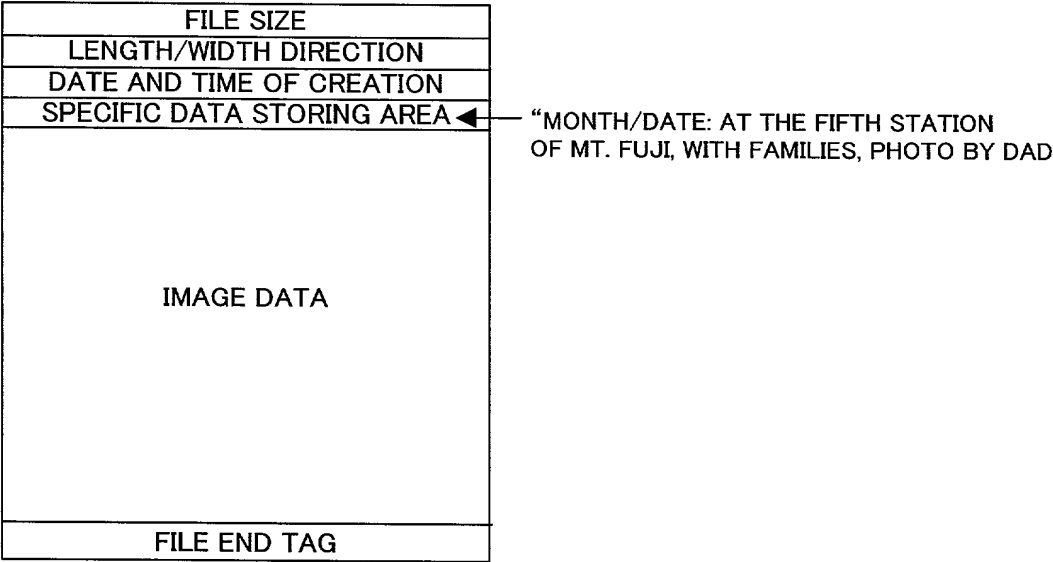 FILE SIZE
LENGTH/WIDTH DIRECTION
DATE AND TIME OF CREATION
SPECIFIC DATA STORING AREA
“MONTH/DATE: AT THE FIFTH STATION
OF MT. FUJI, WITH FAMILIES, PHOTO BY DAD
IMAGE DATA
FILE END TAG